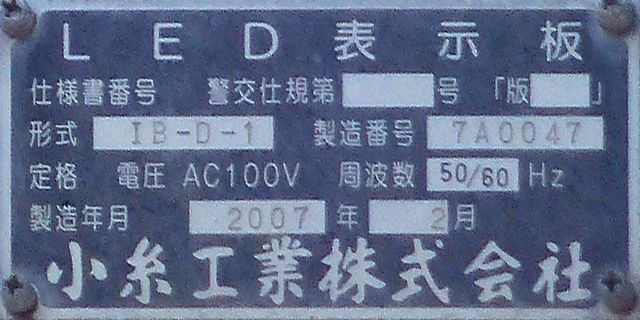 LED表示板
仕様書番号 警交仕規第 号 「版 」
形式 IB-D-1 製造番号 7A0047
定格 電圧 AC100V 周波数 50/60 Hz
製造年月 2007 年 2月
小糸工業株式会社